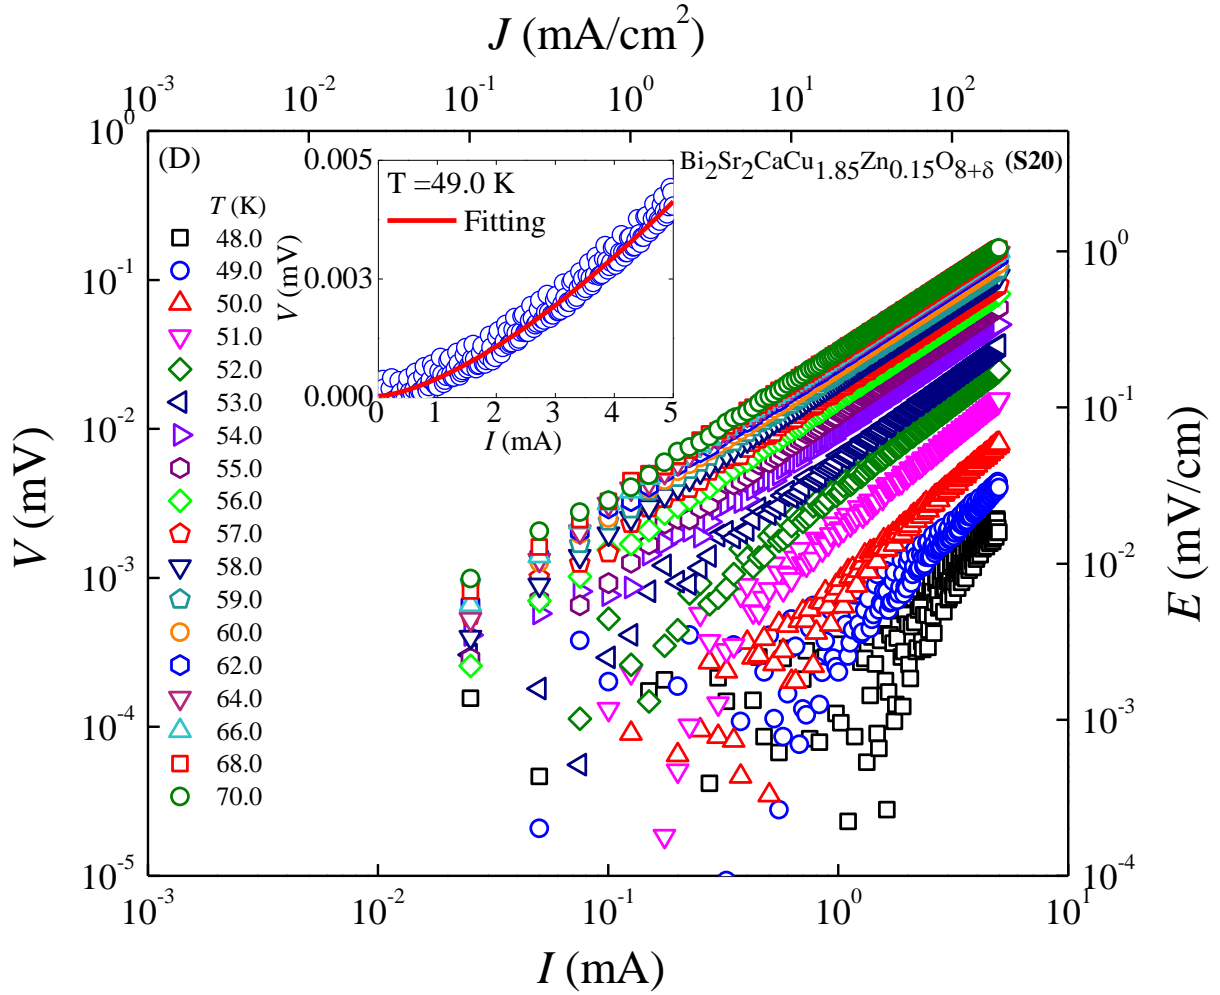 J (mA/cm²)
10⁻³ 10⁻² 10⁻¹ 10⁰ 10¹ 10²
10⁰
10⁻¹
10⁻²
10⁻³
10⁻⁴
10⁻⁵
V (mV)
(D)
T (K)
48.0
49.0
50.0
51.0
52.0
53.0
54.0
55.0
56.0
57.0
58.0
59.0
60.0
62.0
64.0
66.0
68.0
70.0
0.005
0.003
0.000
V (mV)
T =49.0 K
Fitting
0 1 2 3 4 5
I (mA)
Bi₂Sr₂CaCu₁.₈₅Zn₀.₁₅O₈₊δ (S20)
10⁰
10⁻¹
10⁻²
10⁻³
10⁻⁴
E (mV/cm)
10⁻³ 10⁻² 10⁻¹ 10⁰ 10¹
I (mA)